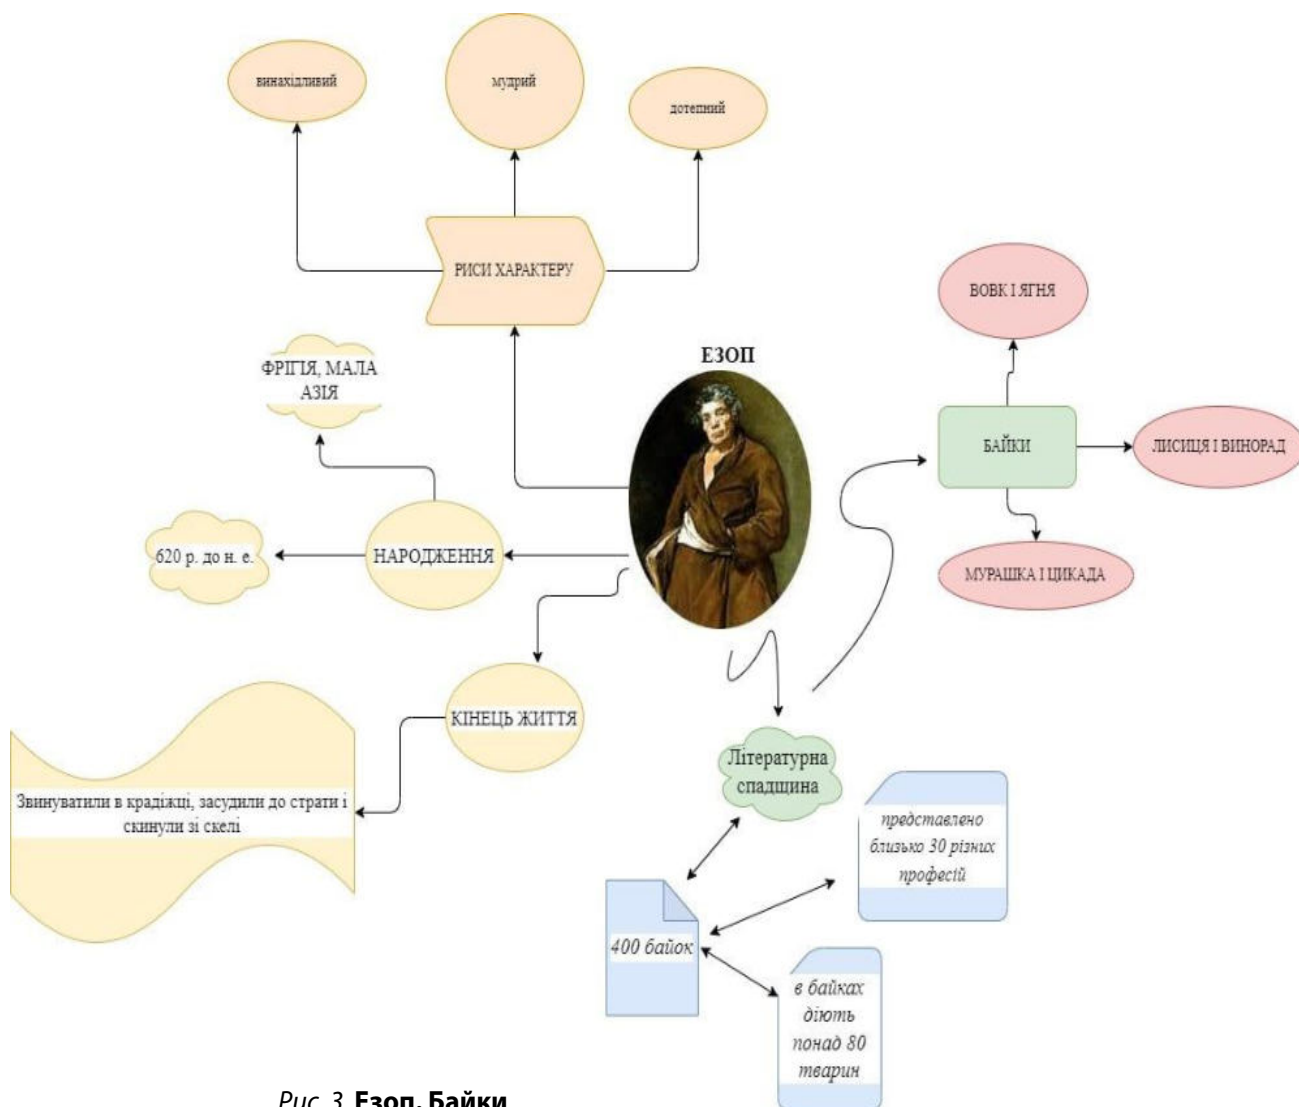 винахідливий
мудрий
дотепний
РИСИ ХАРАКТЕРУ
ФРІГІЯ, МАЛА
АЗІЯ
ЕЗОП
ВОВК І ЯГНЯ
БАЙКИ
ЛИСИЦЯ І ВИНОРАД
МУРАШКА І ЦИКАДА
620 р. до н. е.
НАРОДЖЕННЯ
КІНЕЦЬ ЖИТТЯ
Звинуватили в крадіжці, засудили до страти і
скинули зі скелі
Літературна
спадщина
представлено
близько 30 різних
професій
400 байок
в байках
діють
понад 80
тварин
Рис. 3. Езоп. Байки